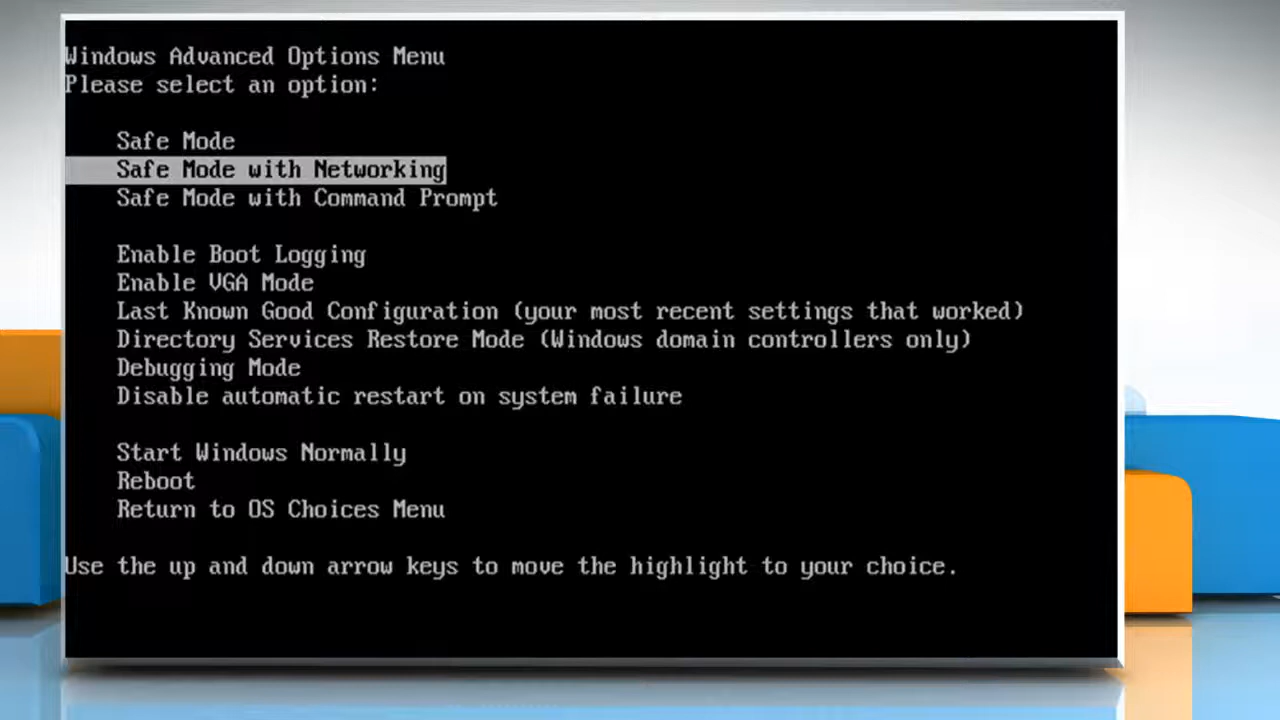 Windows Advanced Options Menu
Please select an option:
Safe Mode
Safe Mode with Networking
Safe Mode with Command Prompt
Enable Boot Logging
Enable VGA Mode
Last Known Good Configuration (your most recent settings that worked)
Directory Services Restore Mode (Windows domain controllers only)
Debugging Mode
Disable automatic restart on system failure
Start Windows Normally
Reboot
Return to OS Choices Menu
Use the up and down arrow keys to move the highlight to your choice.